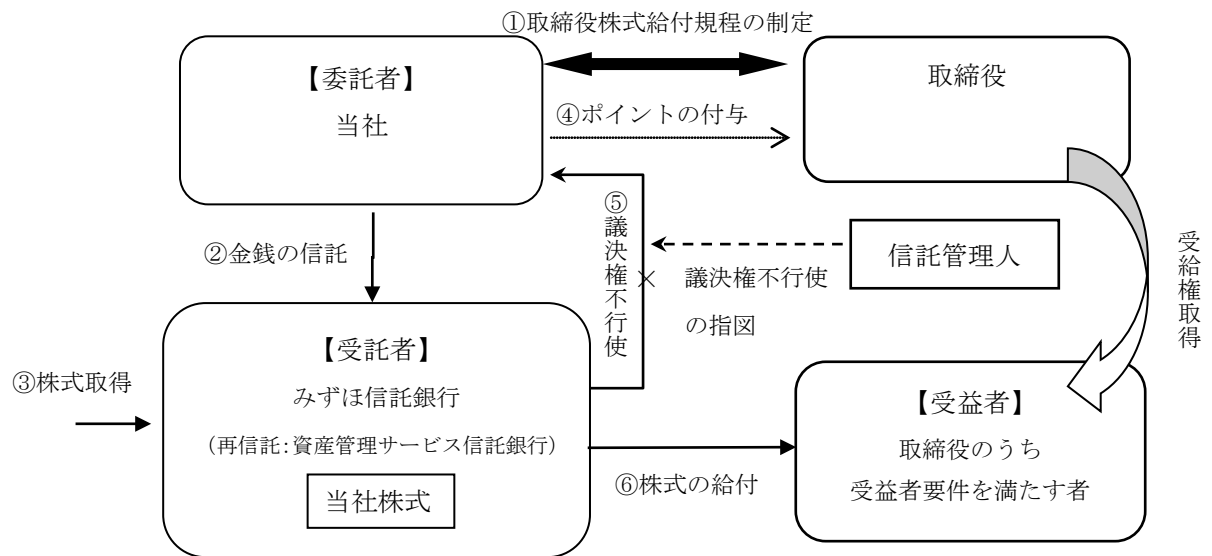 ①取締役株式給付規程の制定
【委託者】
当社
取締役
④ポイントの付与
②金銭の信託
⑤議決権不行使
×
議決権不行使
の指図
信託管理人
受給権取得
③株式取得
【受託者】
みずほ信託銀行
（再信託：資産管理サービス信託銀行）
当社株式
⑥株式の給付
【受益者】
取締役のうち
受益者要件を満たす者